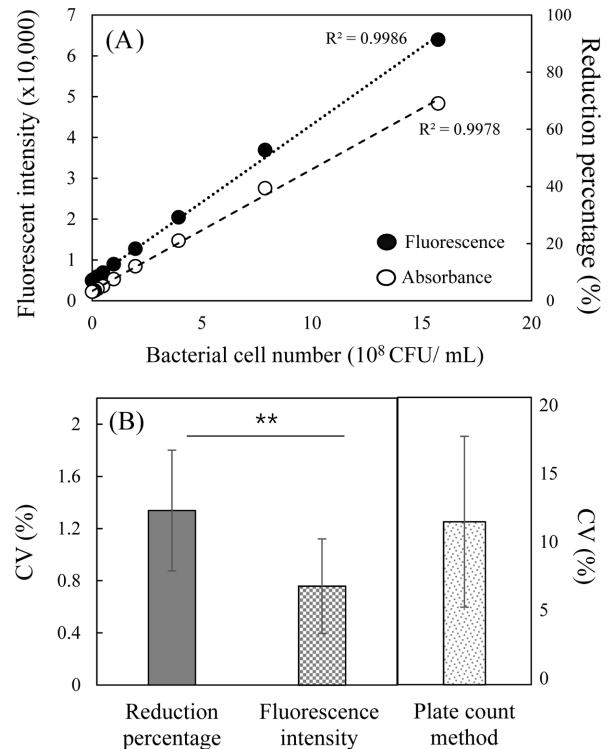 (A)
R² = 0.9986
R² = 0.9978
Fluorescent intensity (x10,000)
7
6
5
4
3
2
1
0
Reduction percentage (%)
100
80
60
40
20
0
Fluorescence
Absorbance
0 5 10 15 20
Bacterial cell number (10⁸ CFU/ mL)
(B)
**
CV (%)
2
1.6
1.2
0.8
0.4
0
20
15
10
5
0
CV (%)
Reduction
percentage
Fluorescence
intensity
Plate count
method